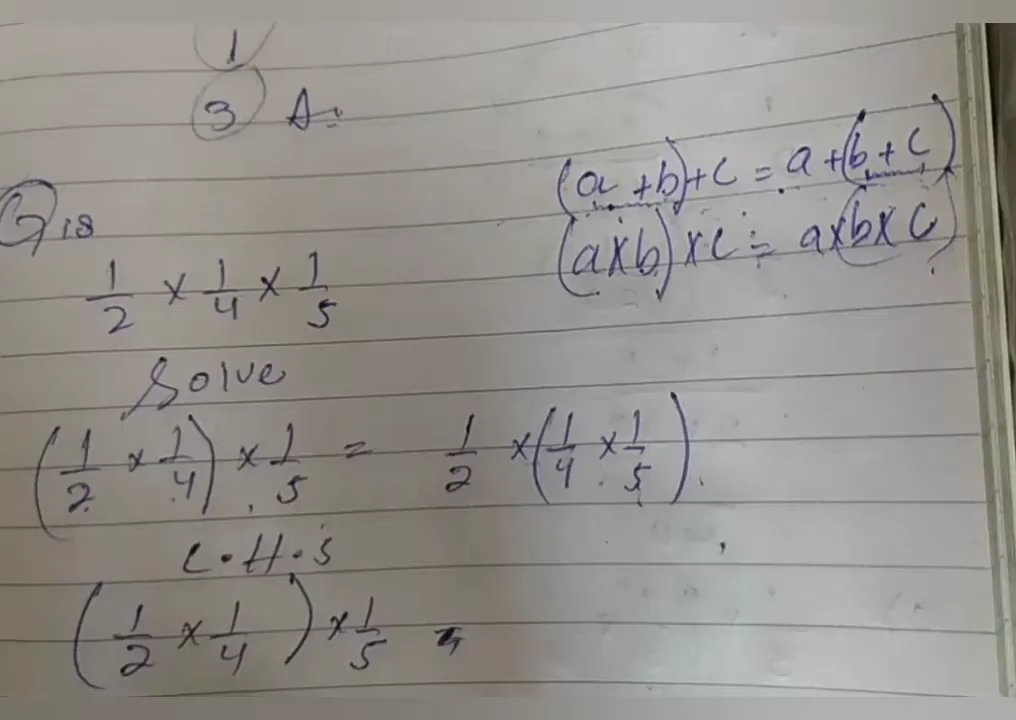 1
3 A:
(a+b)+c = a+(b+c)
(a×b)×c = a×(b×c)
Q is
1/2 × 1/4 × 1/5
Solve
(1/2 × 1/4) × 1/5 = 1/2 × (1/4 × 1/5).
L.H.S
(1/2 × 1/4) × 1/5 =